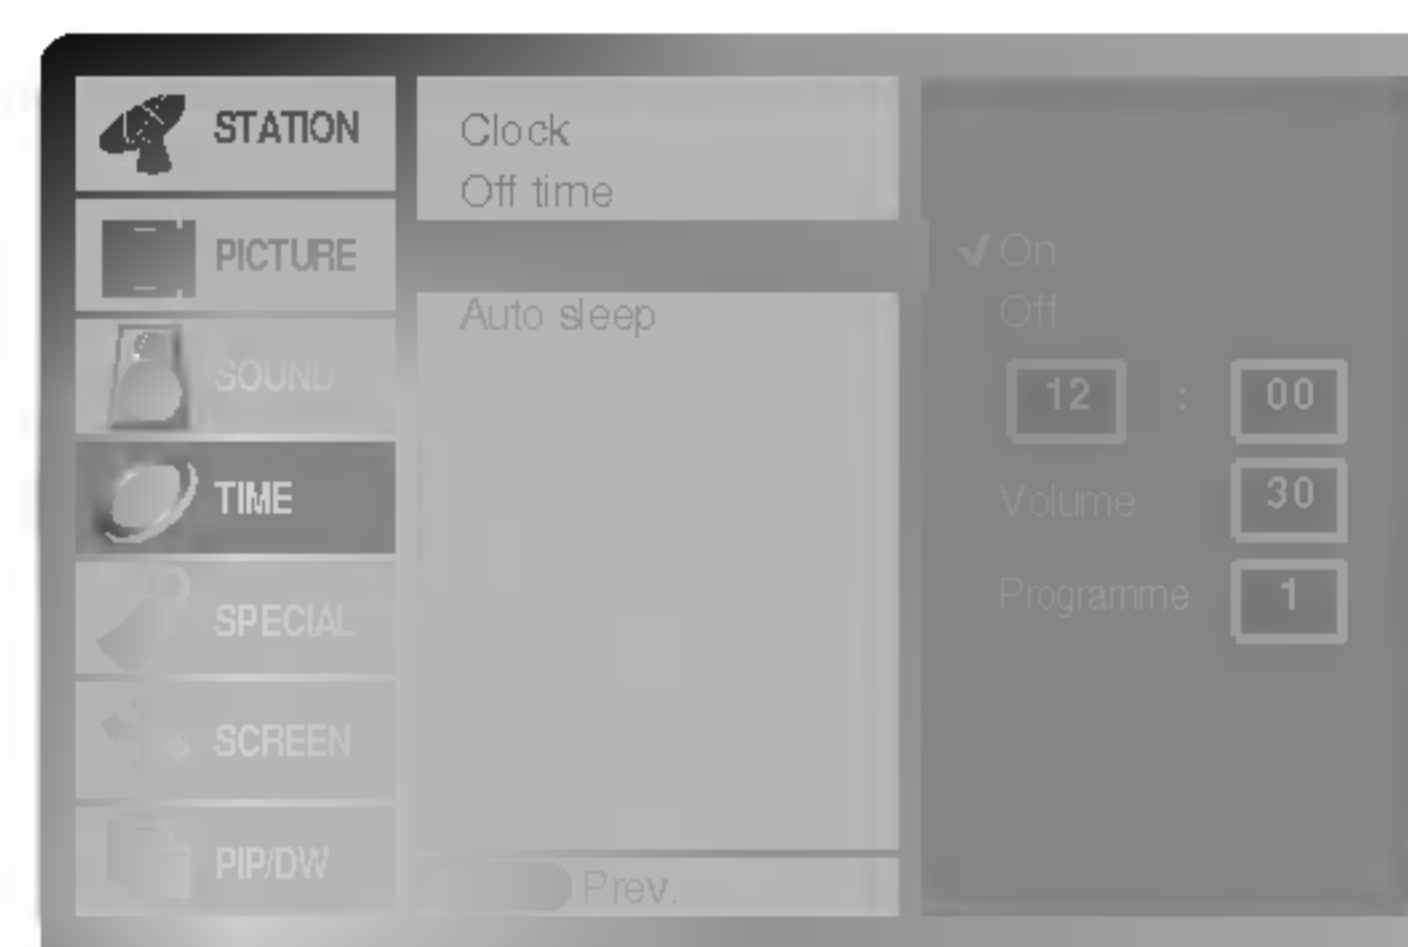 STATION
PICTURE
SOUND
TIME
SPECIAL
SCREEN
PIP/DW
Clock
Off time
Auto sleep
Prev.
✔ On
Off
12 : 00
Volume 30
Programme 1